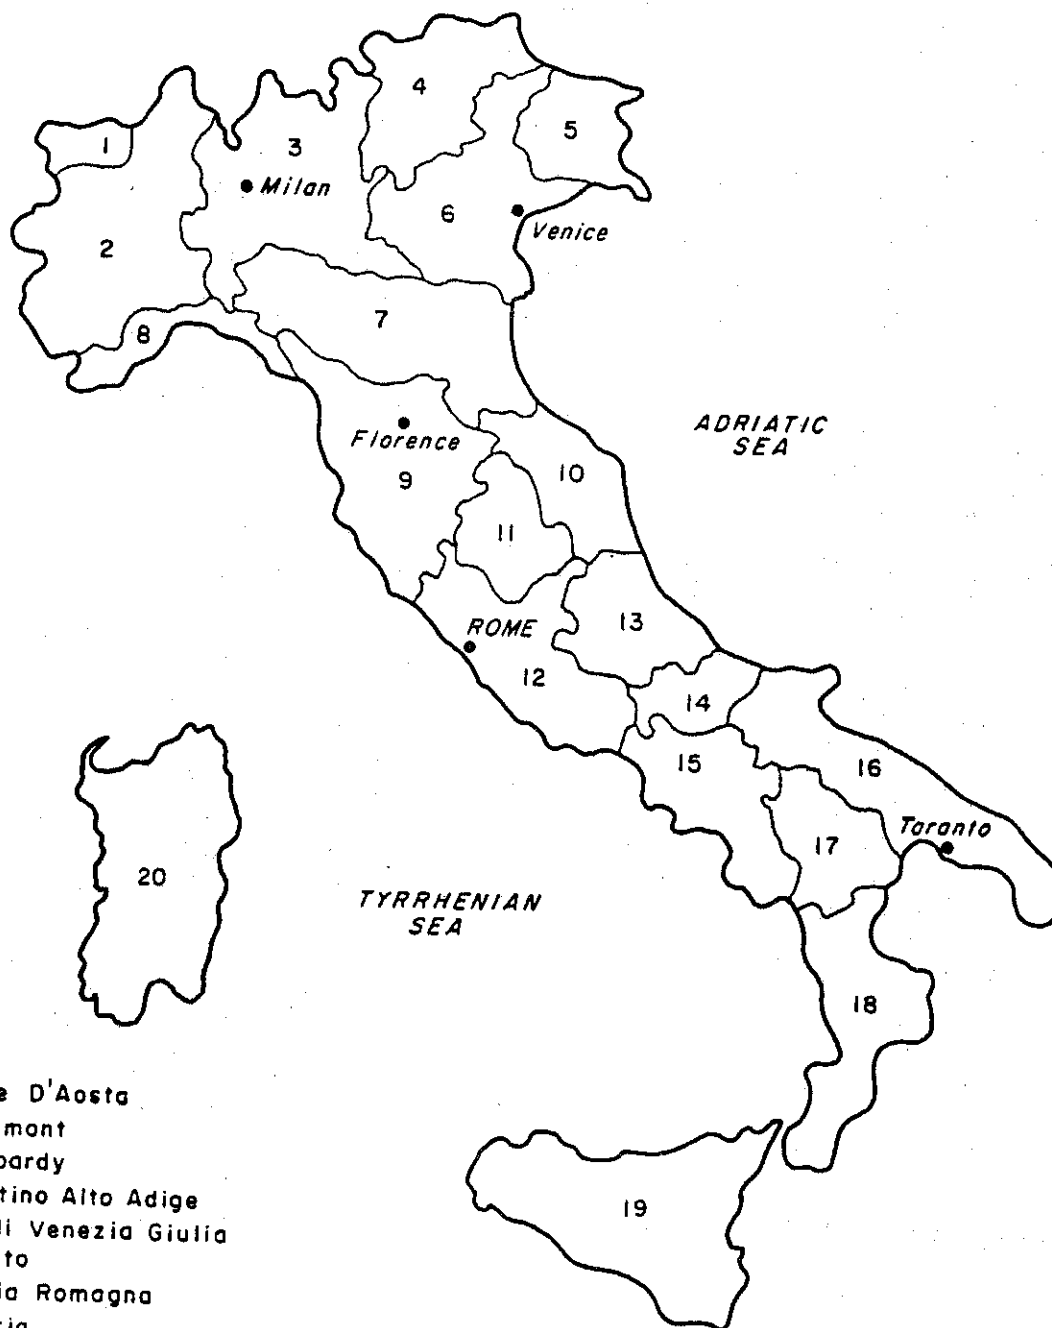 4
5
1
3
Milan
6
Venice
2
7
8
ADRIATIC
SEA
Florence
9
10
11
ROME
13
12
14
15
16
Taranto
17
20
TYRRHENIAN
SEA
18
19
e D'Aosta
mont
bardy
tino Alto Adige
li Venezia Giulia
to
ia Romagna